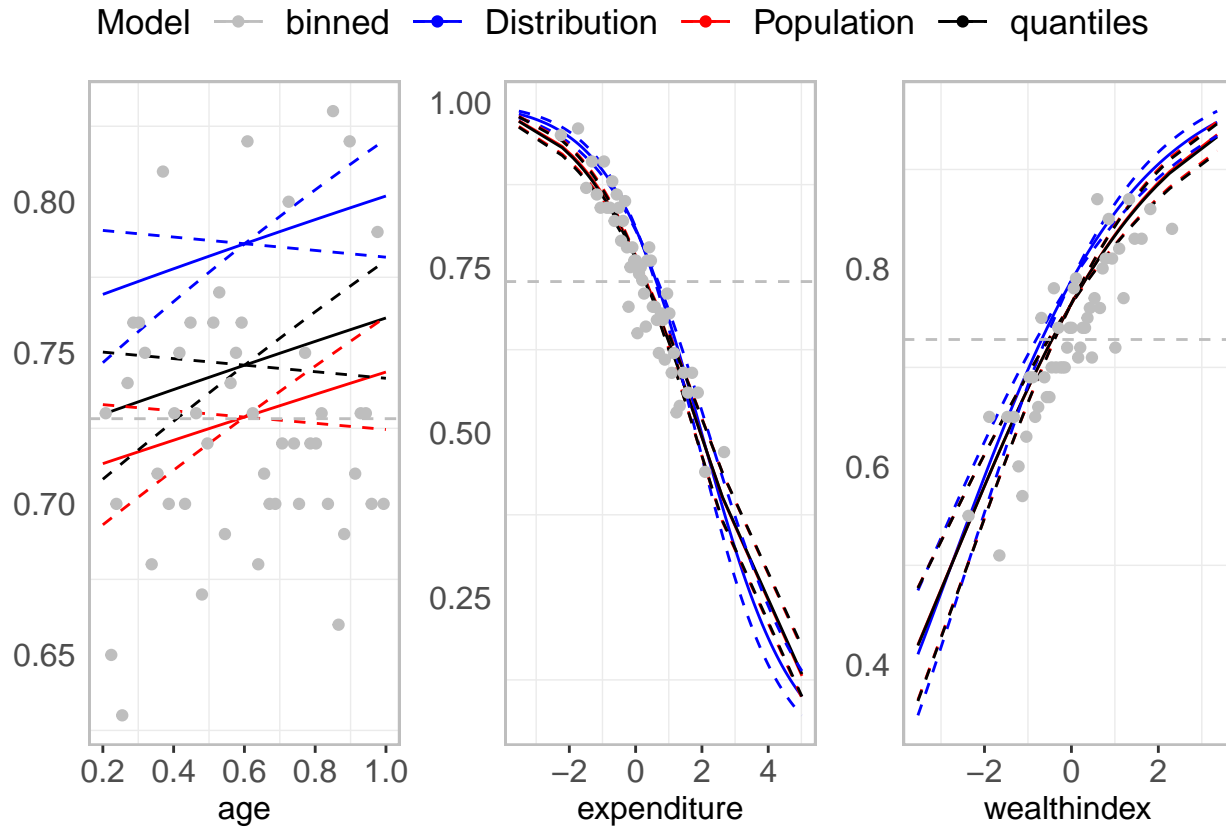 Model binned Distribution Population quantiles
0.80
0.75
0.70
0.65
0.2 0.4 0.6 0.8 1.0
age
1.00
0.75
0.50
0.25
−2 0 2 4
expenditure
0.8
0.6
0.4
−2 0 2
wealthindex